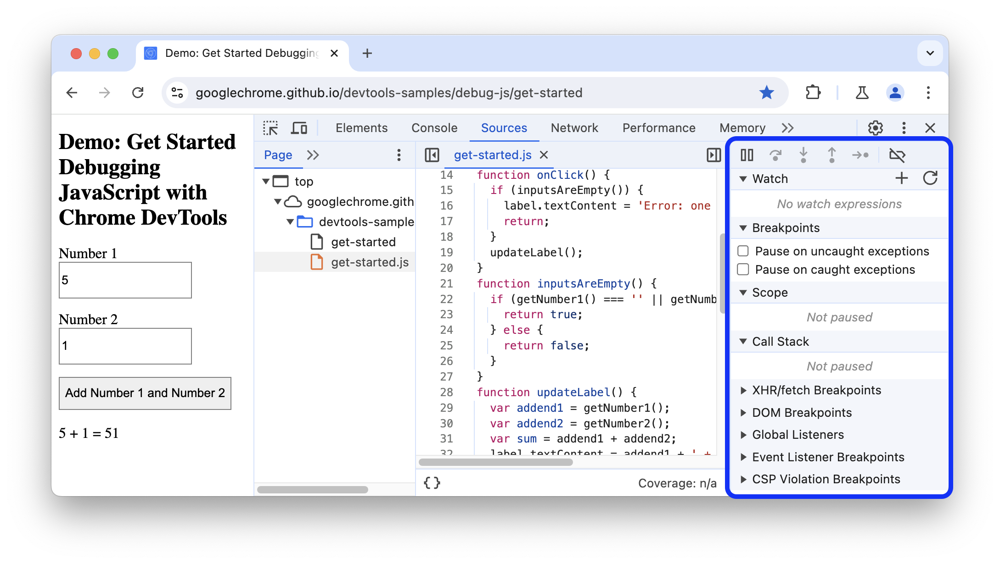 Demo: Get Started Debugging
googlechrome.github.io/devtools-samples/debug-js/get-started
Demo: Get Started
Debugging
JavaScript with
Chrome DevTools
Number 1
5
Number 2
1
Add Number 1 and Number 2
5 + 1 = 51
Elements Console Sources Network Performance Memory
Page
top
googlechrome.gith
devtools-sample
get-started
get-started.js
get-started.js
14 function onClick() {
15 if (inputsAreEmpty()) {
16 label.textContent = 'Error: one
17 return;
18 }
19 updateLabel();
20 }
21 function inputsAreEmpty() {
22 if (getNumber1() === '' || getNumb
23 return true;
24 } else {
25 return false;
26 }
27 }
28 function updateLabel() {
29 var addend1 = getNumber1();
30 var addend2 = getNumber2();
31 var sum = addend1 + addend2;
32 label.textContent = addend1 + ' +
{ } Coverage: n/a
Watch
No watch expressions
Breakpoints
Pause on uncaught exceptions
Pause on caught exceptions
Scope
Not paused
Call Stack
Not paused
XHR/fetch Breakpoints
DOM Breakpoints
Global Listeners
Event Listener Breakpoints
CSP Violation Breakpoints